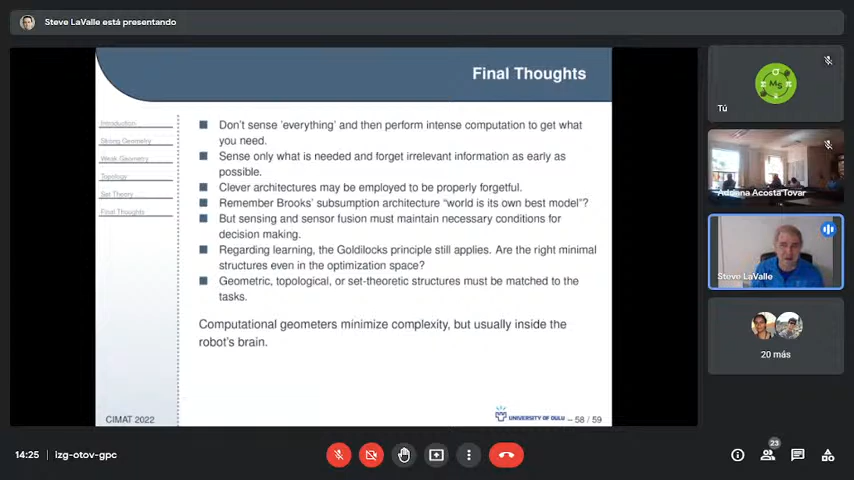 Steve LaValle está presentando
Final Thoughts
Introduction
Strong Geometry
Weak Geometry
Topology
Set Theory
Final Thoughts
Don't sense 'everything' and then perform intense computation to get what
you need.
Sense only what is needed and forget irrelevant information as early as
possible.
Clever architectures may be employed to be properly forgetful.
Remember Brooks' subsumption architecture "world is its own best model"?
But sensing and sensor fusion must maintain necessary conditions for
decision making.
Regarding learning, the Goldilocks principle still applies. Are the right minimal
structures even in the optimization space?
Geometric, topological, or set-theoretic structures must be matched to the
tasks.
Computational geometers minimize complexity, but usually inside the
robot's brain.
CIMAT 2022
UNIVERSITY OF OULU – 58 / 59
Tú
Adriana Acosta Tovar
Steve LaValle
20 más
14:25 | lzg-otov-gpc
23